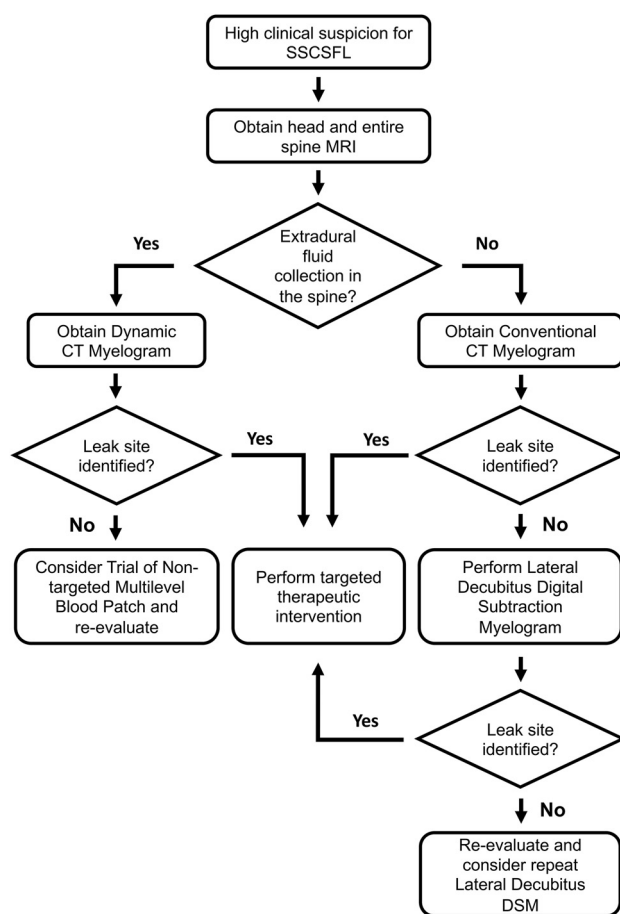 High clinical suspicion for
SSCSFL
Obtain head and entire
spine MRI
Extradural
fluid
collection in
the spine?
Yes
No
Obtain Dynamic
CT Myelogram
Obtain Conventional
CT Myelogram
Leak site
identified?
Yes
Yes
Leak site
identified?
No
No
Consider Trial of Non-
targeted Multilevel
Blood Patch and
re-evaluate
Perform targeted
therapeutic
intervention
Perform Lateral
Decubitus Digital
Subtraction
Myelogram
Yes
Leak site
identified?
No
Re-evaluate and
consider repeat
Lateral Decubitus
DSM